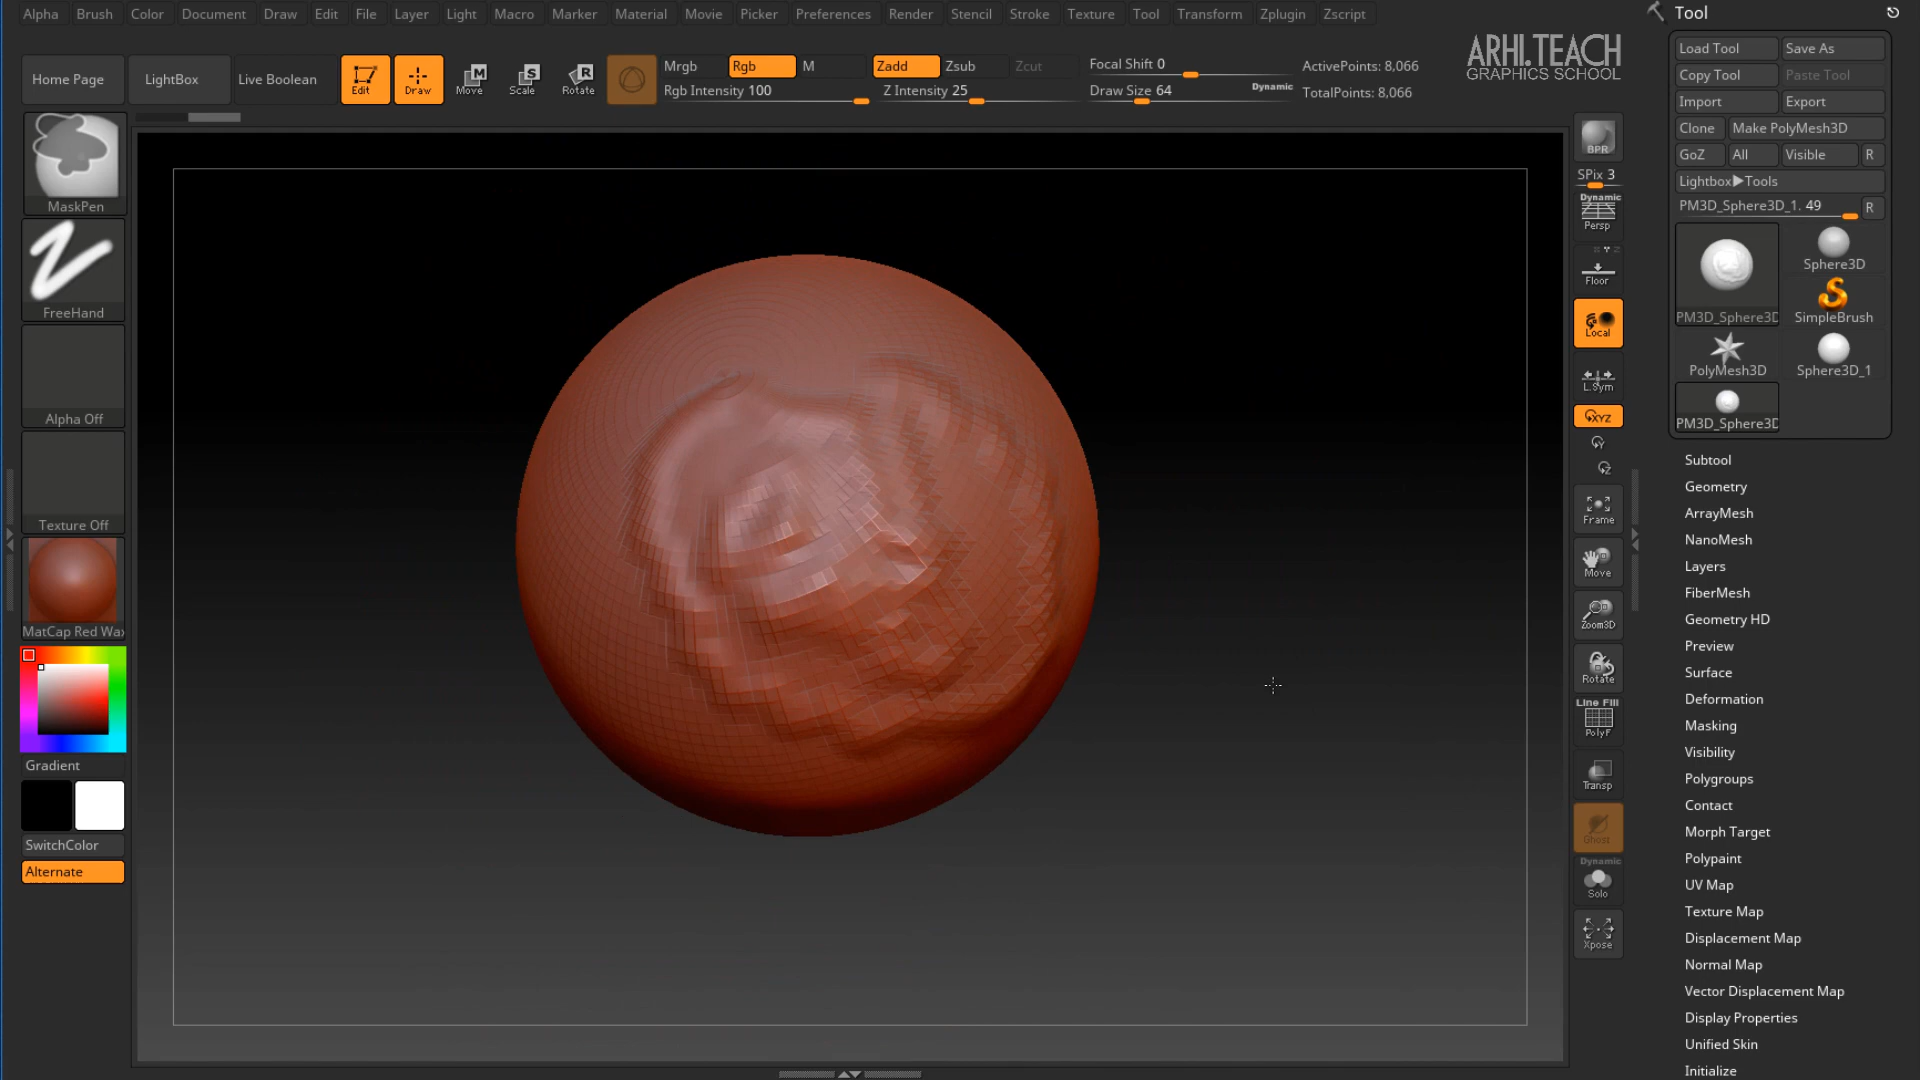 Alpha Brush Color Document Draw Edit File Layer Light Macro Marker Material Movie Picker Preferences Render Stencil Stroke Texture Tool Transform Zplugin Zscript
Tool
Home Page
LightBox
Live Boolean
Edit
Draw
Move
Scale
Rotate
Mrgb Rgb M
Rgb Intensity 100
Zadd Zsub Zcut
Z Intensity 25
Focal Shift 0
Draw Size 64
Dynamic
ActivePoints: 8,066
TotalPoints: 8,066
ARHI.TEACH
GRAPHICS SCHOOL
MaskPen
FreeHand
Alpha Off
Texture Off
MatCap Red Wax
Gradient
SwitchColor
Alternate
BPR
SPix 3
Dynamic
Persp
Floor
Local
L.Sym
XYZ
Y
Z
Frame
Move
Zoom3D
Rotate
Line Fill
PolyF
Transp
Ghost
Dynamic
Solo
Xpose
Load Tool Save As
Copy Tool Paste Tool
Import Export
Clone Make PolyMesh3D
GoZ All Visible R
Lightbox▶Tools
PM3D_Sphere3D_1. 49 R
PM3D_Sphere3D
Sphere3D
SimpleBrush
PolyMesh3D
Sphere3D_1
PM3D_Sphere3D
Subtool
Geometry
ArrayMesh
NanoMesh
Layers
FiberMesh
Geometry HD
Preview
Surface
Deformation
Masking
Visibility
Polygroups
Contact
Morph Target
Polypaint
UV Map
Texture Map
Displacement Map
Normal Map
Vector Displacement Map
Display Properties
Unified Skin
Initialize